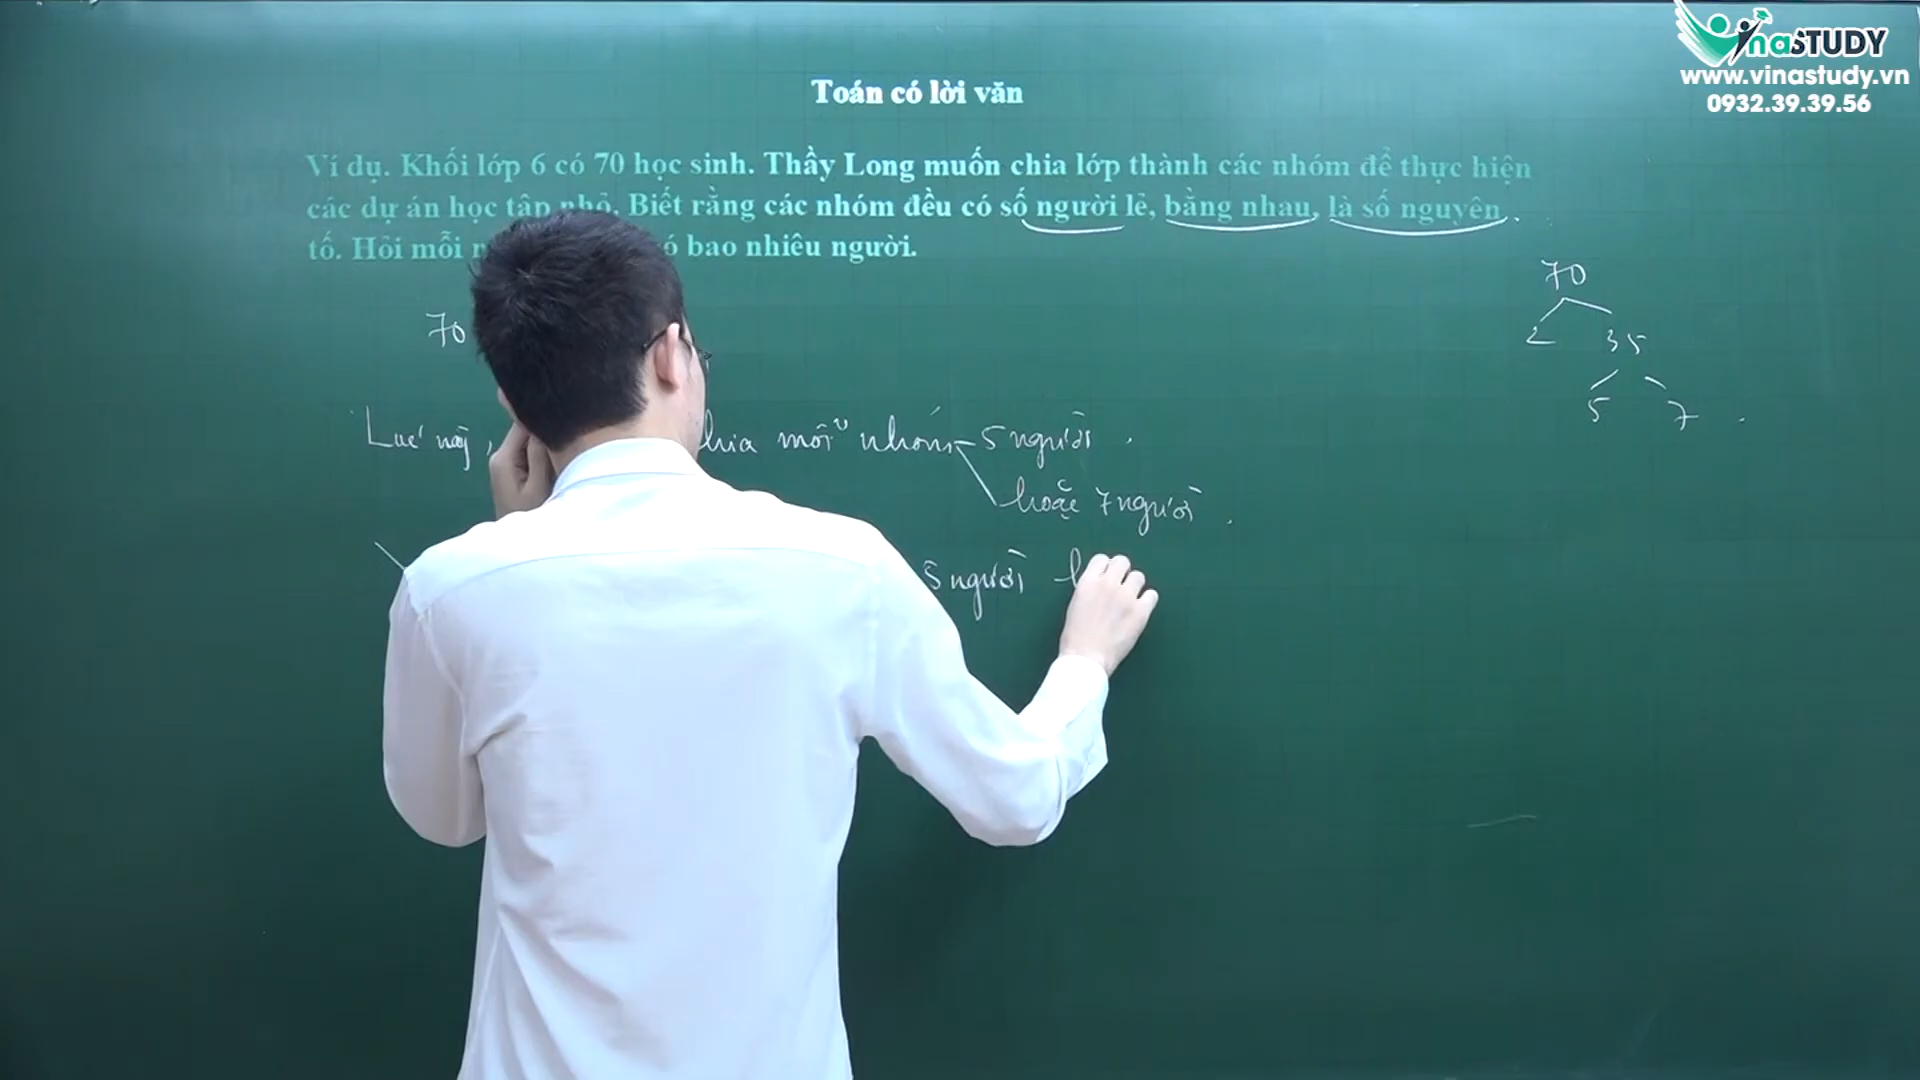 VinaSTUDY
www.vinastudy.vn
0932.39.39.56
Toán có lời văn
Ví dụ. Khối lớp 6 có 70 học sinh. Thầy Long muốn chia lớp thành các nhóm để thực hiện
các dự án học tập nhỏ. Biết rằng các nhóm đều có số người lẻ, bằng nhau, là số nguyên
tố. Hỏi mỗi có bao nhiêu người.
70
2 35
5 7
70
Lúc này, chia mỗi nhóm 5 người .
hoặc 7 người .
5 người